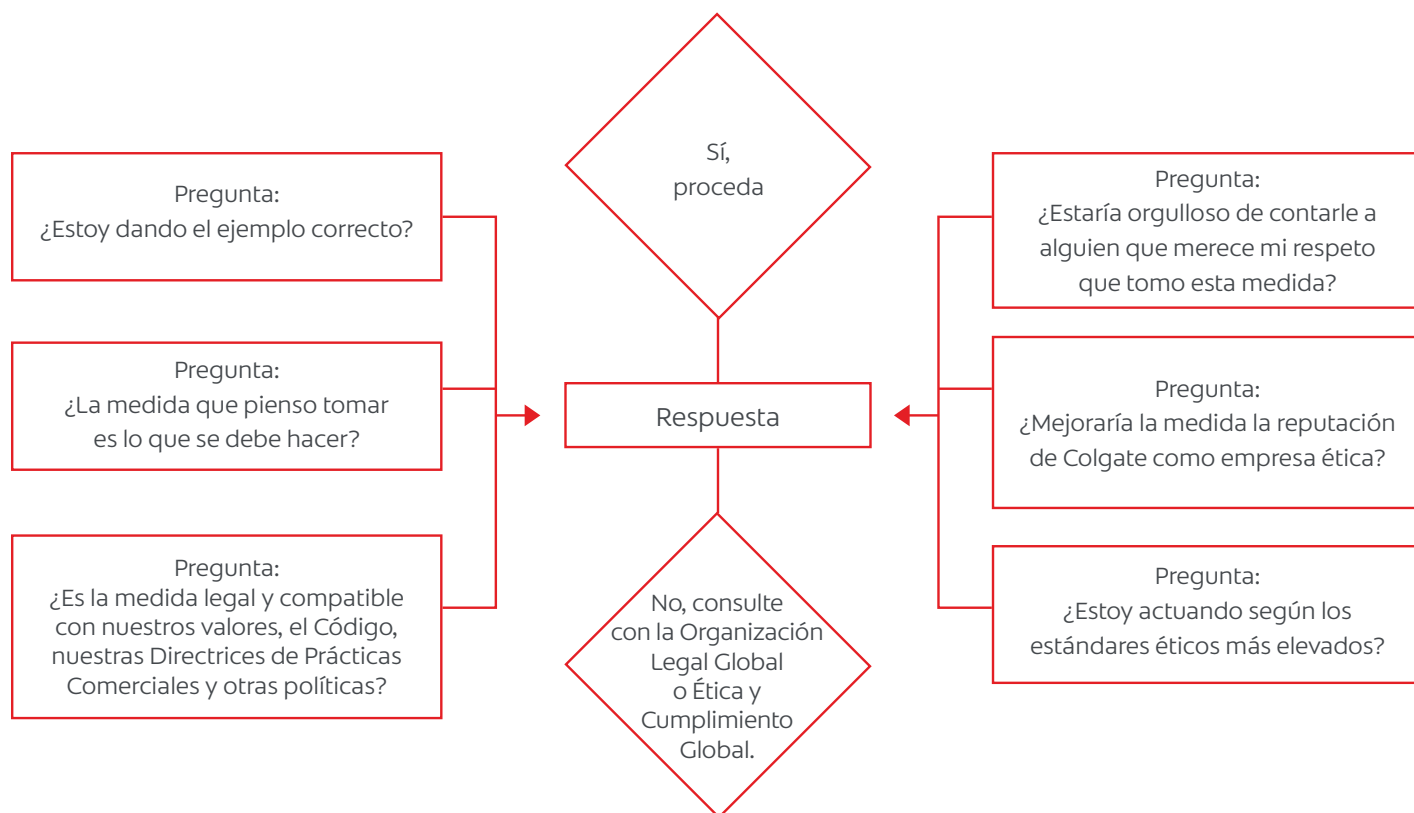 Pregunta:
¿Estoy dando el ejemplo correcto?
Pregunta:
¿La medida que pienso tomar
es lo que se debe hacer?
Pregunta:
¿Es la medida legal y compatible
con nuestros valores, el Código,
nuestras Directrices de Prácticas
Comerciales y otras políticas?
Sí,
proceda
Respuesta
No, consulte
con la Organización
Legal Global
o Ética y
Cumplimiento
Global.
Pregunta:
¿Estaría orgulloso de contarle a
alguien que merece mi respeto
que tomo esta medida?
Pregunta:
¿Mejoraría la medida la reputación
de Colgate como empresa ética?
Pregunta:
¿Estoy actuando según los
estándares éticos más elevados?